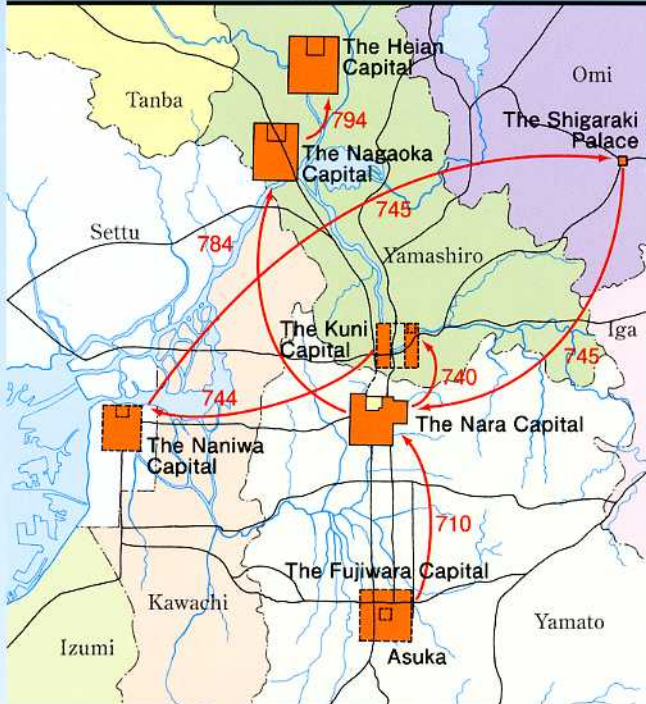 The Heian
Capital
Omi
Tanba
794
The Shigaraki
Palace
The Nagaoka
Capital
745
784
Settu
Yamashiro
The Kuni
Capital
Iga
740
745
744
The Nara Capital
The Naniwa
Capital
710
The Fujiwara Capital
Kawachi
Yamato
Izumi
Asuka